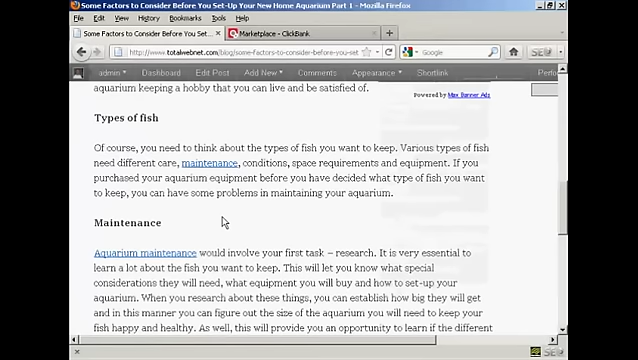 Some Factors to Consider Before You Set-Up Your New Home Aquarium Part 1 - Mozilla Firefox
File Edit View History Bookmarks Tools Help
Some Factors to Consider Before You Set... Marketplace - ClickBank
http://www.totalwebnet.com/blog/some-factors-to-consider-before-you-set Google
admin Dashboard Edit Post Add New Comments Appearance Shortlink
aquarium keeping a hobby that you can live and be satisfied of.
Powered by Max Banner Ads
Types of fish
Of course, you need to think about the types of fish you want to keep. Various types of fish
need different care, maintenance, conditions, space requirements and equipment. If you
purchased your aquarium equipment before you have decided what type of fish you want
to keep, you can have some problems in maintaining your aquarium.
Maintenance
Aquarium maintenance would involve your first task – research. It is very essential to
learn a lot about the fish you want to keep. This will let you know what special
considerations they will need, what equipment you will buy and how to set-up your
aquarium. When you research about these things, you can establish how big they will get
and in this manner you can figure out the size of the aquarium you will need to keep your
fish happy and healthy. As well, this will provide you an opportunity to learn if the different